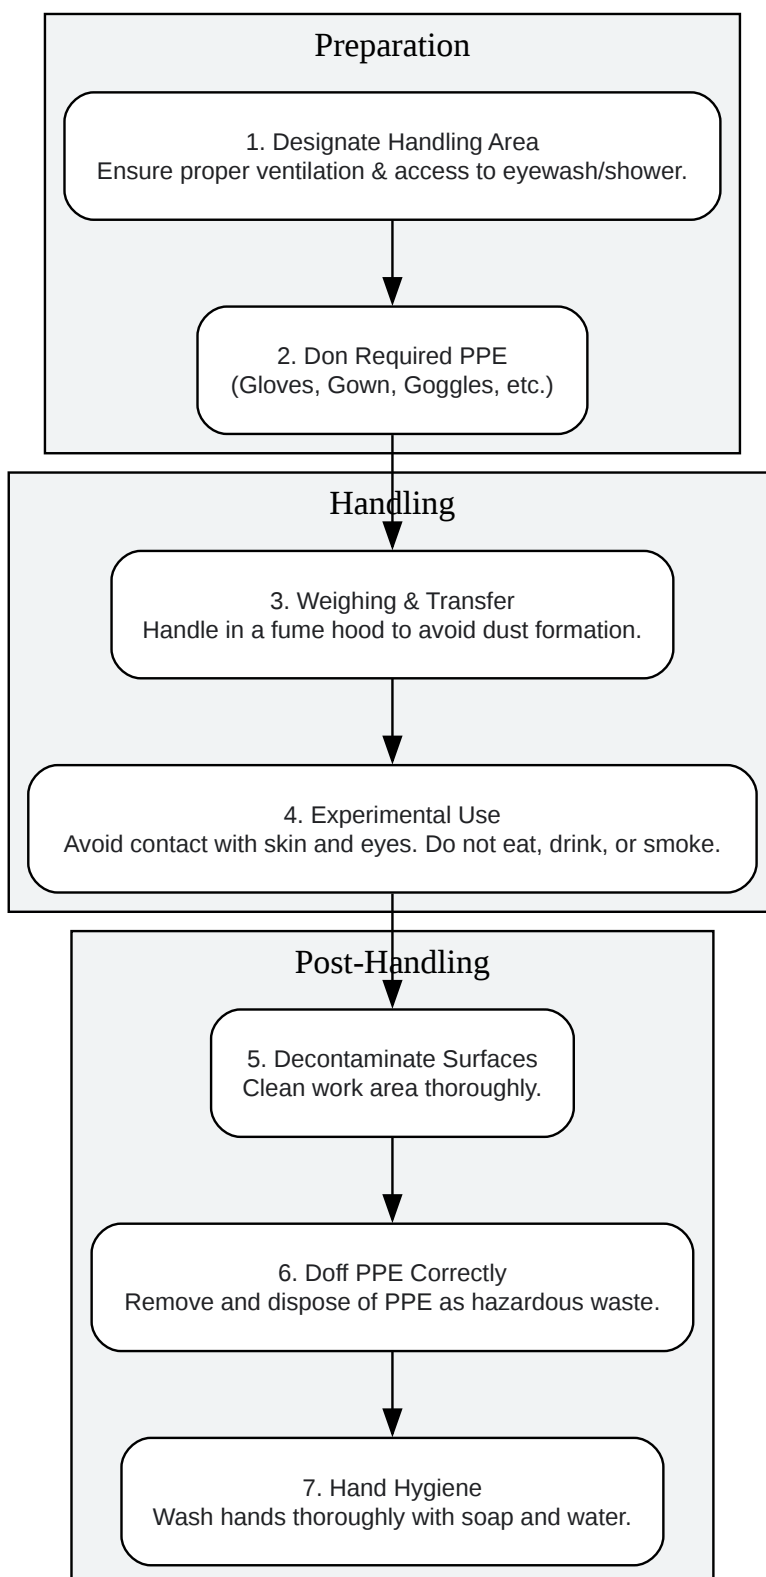 Preparation
1. Designate Handling Area
Ensure proper ventilation & access to eyewash/shower.
2. Don Required PPE
(Gloves, Gown, Goggles, etc.)
Handling
3. Weighing & Transfer
Handle in a fume hood to avoid dust formation.
4. Experimental Use
Avoid contact with skin and eyes. Do not eat, drink, or smoke.
Post-Handling
5. Decontaminate Surfaces
Clean work area thoroughly.
6. Doff PPE Correctly
Remove and dispose of PPE as hazardous waste.
7. Hand Hygiene
Wash hands thoroughly with soap and water.